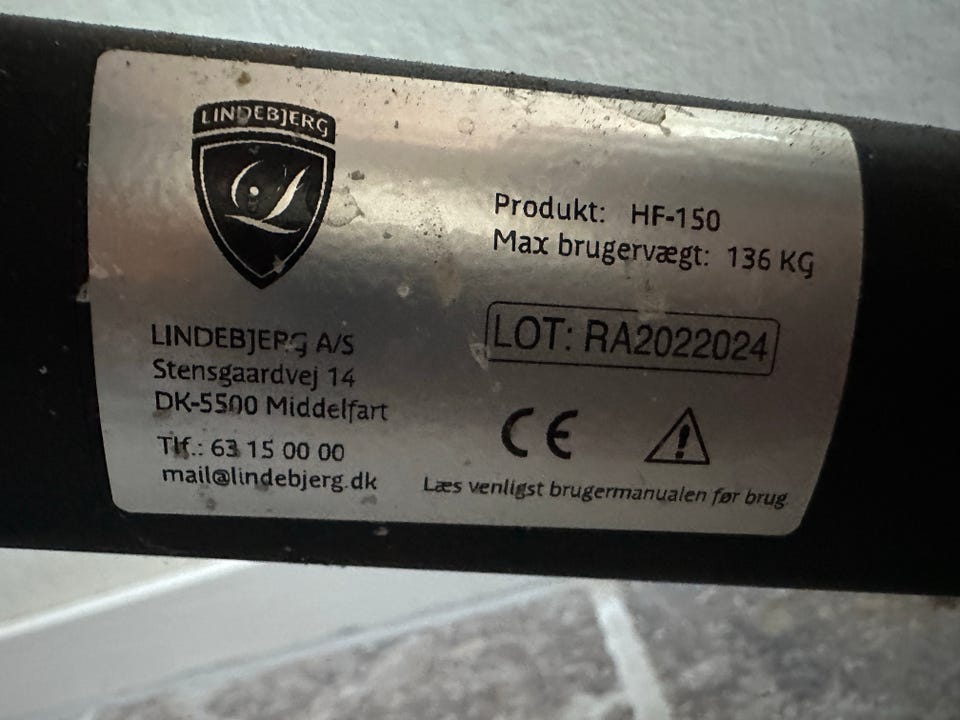 LINDEBJERG
Produkt: HF-150
Max brugervægt: 136 KG
LOT: RA2022024
LINDEBJERG A/S
Stensgaardvej 14
DK-5500 Middelfart
Tlf.: 63 15 00 00
mail@lindebjerg.dk
CE
Læs venligst brugermanualen før brug